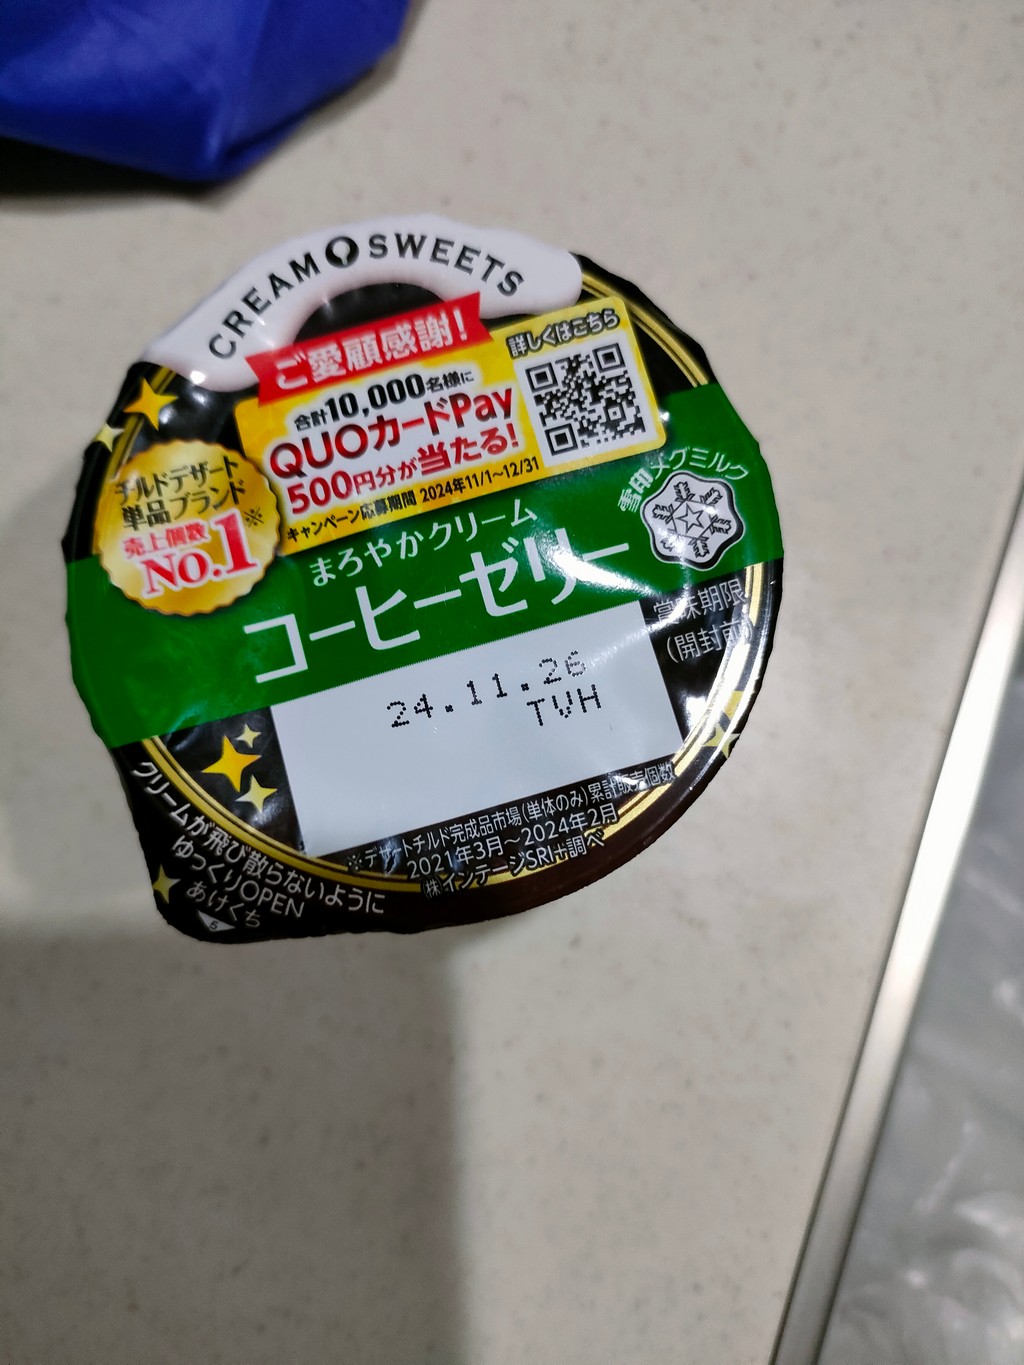 CREAM SWEETS
ご愛顧感謝!
詳しくはこちら
合計10,000名様に
QUOカードPay
500円分が当たる!
キャンペーン応募期間 2024年11/1~12/31
チルドデザート
単品ブランド※
売上個数
No.1
雪印メグミルク
まろやかクリーム
コーヒーゼリー
賞味期限
(開封前)
24.11.26
TVH
※デザートチルド完成品市場(単体のみ)累計販売個数
2021年3月~2024年2月
㈱インテージSRI+調べ
クリームが飛び散らないように
ゆっくりOPEN
あけくち
5